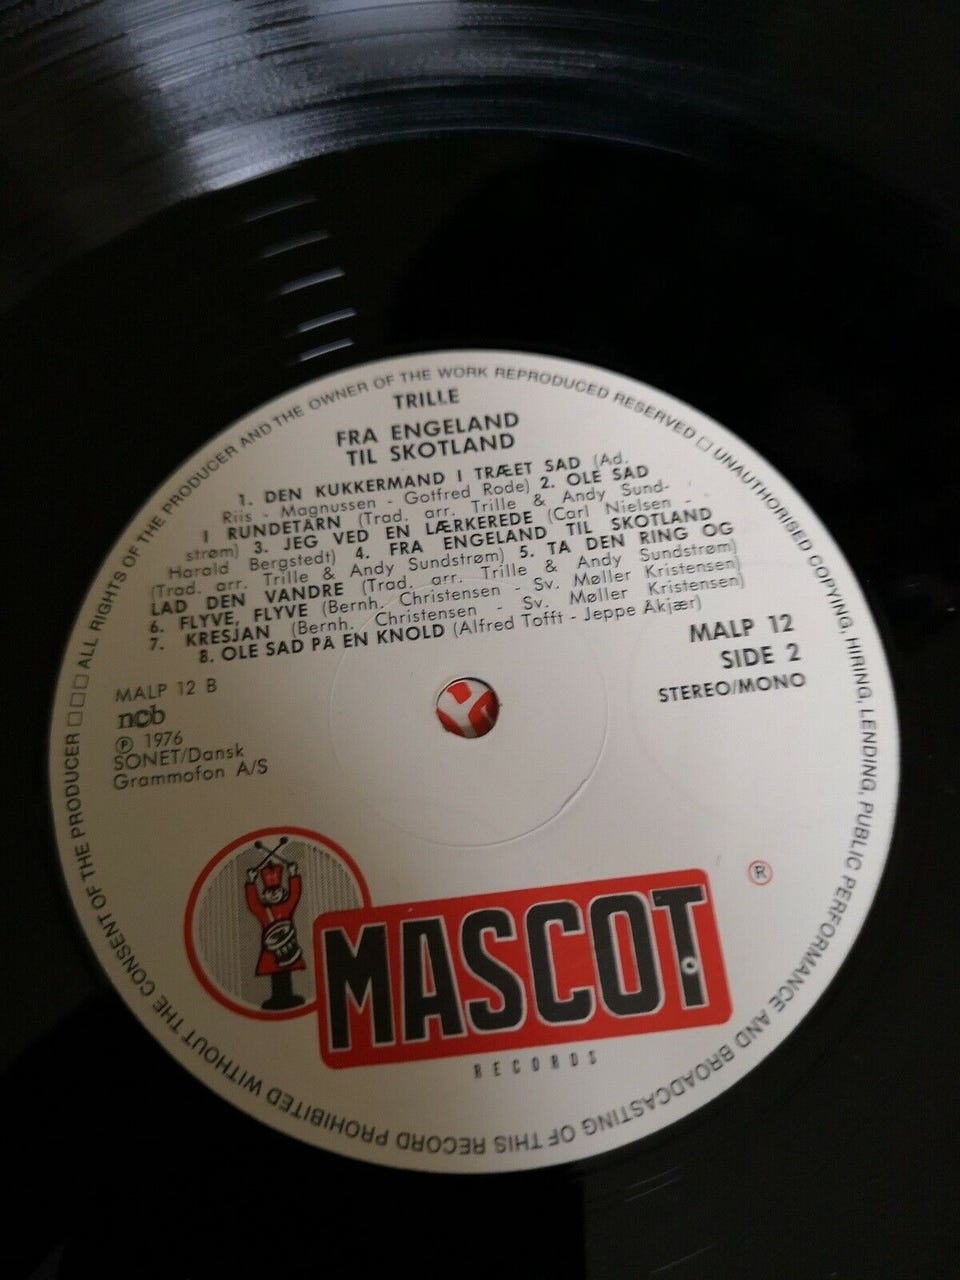 ALL RIGHTS OF THE PRODUCER AND THE OWNER OF THE WORK REPRODUCED RESERVED □ UNAUTHORISED COPYING, HIRING, LENDING, PUBLIC PERFORMANCE AND BROADCASTING OF THIS RECORD PROHIBITED WITHOUT THE CONSENT OF THE PRODUCER □□□
TRILLE
FRA ENGELAND
TIL SKOTLAND
1. DEN KUKKERMAND I TRÆET SAD (Ad.
Riis - Magnussen - Gotfred Rode) 2. OLE SAD
I RUNDETÅRN (Trad. arr. Trille & Andy Sund-
strøm) 3. JEG VED EN LÆRKEREDE (Carl Nielsen -
Harald Bergstedt) 4. FRA ENGELAND TIL SKOTLAND
(Trad. arr. Trille & Andy Sundstrøm) 5. TA DEN RING OG
LAD DEN VANDRE (Trad. arr. Trille & Andy Sundstrøm)
6. FLYVE, FLYVE (Bernh. Christensen - Sv. Møller Kristensen)
7. KRESJAN (Bernh. Christensen - Sv. Møller Kristensen)
8. OLE SAD PÅ EN KNOLD (Alfred Tofft - Jeppe Akjær)
MALP 12
SIDE 2
STEREO/MONO
MALP 12 B
ncb
Ⓟ 1976
SONET/Dansk
Grammofon A/S
®
MASCOT
RECORDS